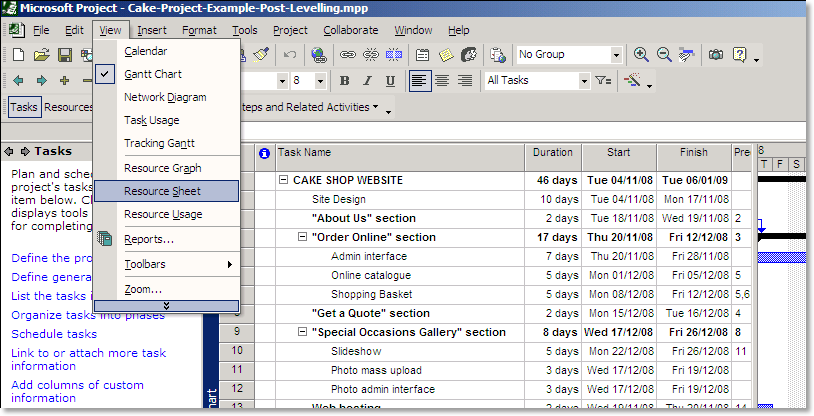 Microsoft Project - Cake-Project-Example-Post-Levelling.mpp
File Edit View Insert Format Tools Project Collaborate Window Help
No Group
8 B I U All Tasks
Tasks Resources teps and Related Activities
Calendar
Gantt Chart
Network Diagram
Task Usage
Tracking Gantt
Resource Graph
Resource Sheet
Resource Usage
Reports...
Toolbars
Zoom...
Tasks
Plan and sche
project's tasks
item below. Cl
displays tools
for completing
Define the pro
Define genera
List the tasks i
Organize tasks into phases
Schedule tasks
Link to or attach more task
information
Add columns of custom
information
Task Name Duration Start Finish Pre 8
T F S
CAKE SHOP WEBSITE 46 days Tue 04/11/08 Tue 06/01/09
Site Design 10 days Tue 04/11/08 Mon 17/11/08
"About Us" section 2 days Tue 18/11/08 Wed 19/11/08 2
"Order Online" section 17 days Thu 20/11/08 Fri 12/12/08 3
Admin interface 7 days Thu 20/11/08 Fri 28/11/08
Online catalogue 5 days Mon 01/12/08 Fri 05/12/08 5
Shopping Basket 5 days Mon 08/12/08 Fri 12/12/08 5,6
"Get a Quote" section 2 days Mon 15/12/08 Tue 16/12/08 4
9 "Special Occasions Gallery" section 8 days Wed 17/12/08 Fri 26/12/08 8
10 Slideshow 5 days Mon 22/12/08 Fri 26/12/08 11
11 Photo mass upload 3 days Wed 17/12/08 Fri 19/12/08
12 Photo admin interface 3 days Wed 17/12/08 Fri 19/12/08
13 Web hosting 2 days Fri 19/12/08
hart